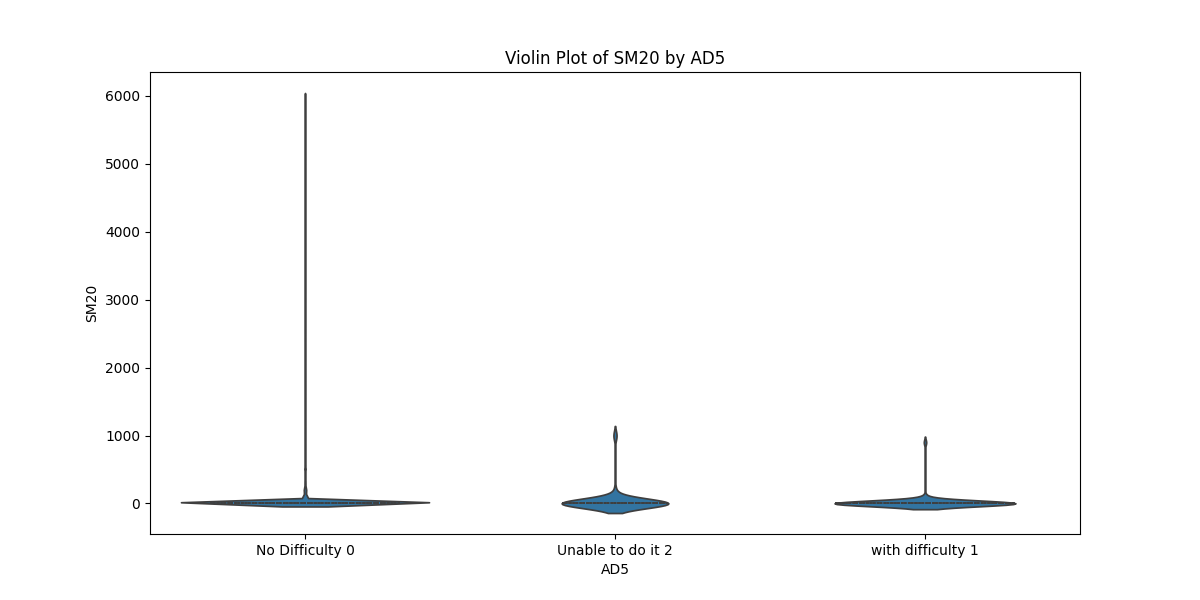 Violin Plot of SM20 by AD5
6000
5000
4000
3000
2000
1000
0
SM20
No Difficulty 0
Unable to do it 2
with difficulty 1
AD5